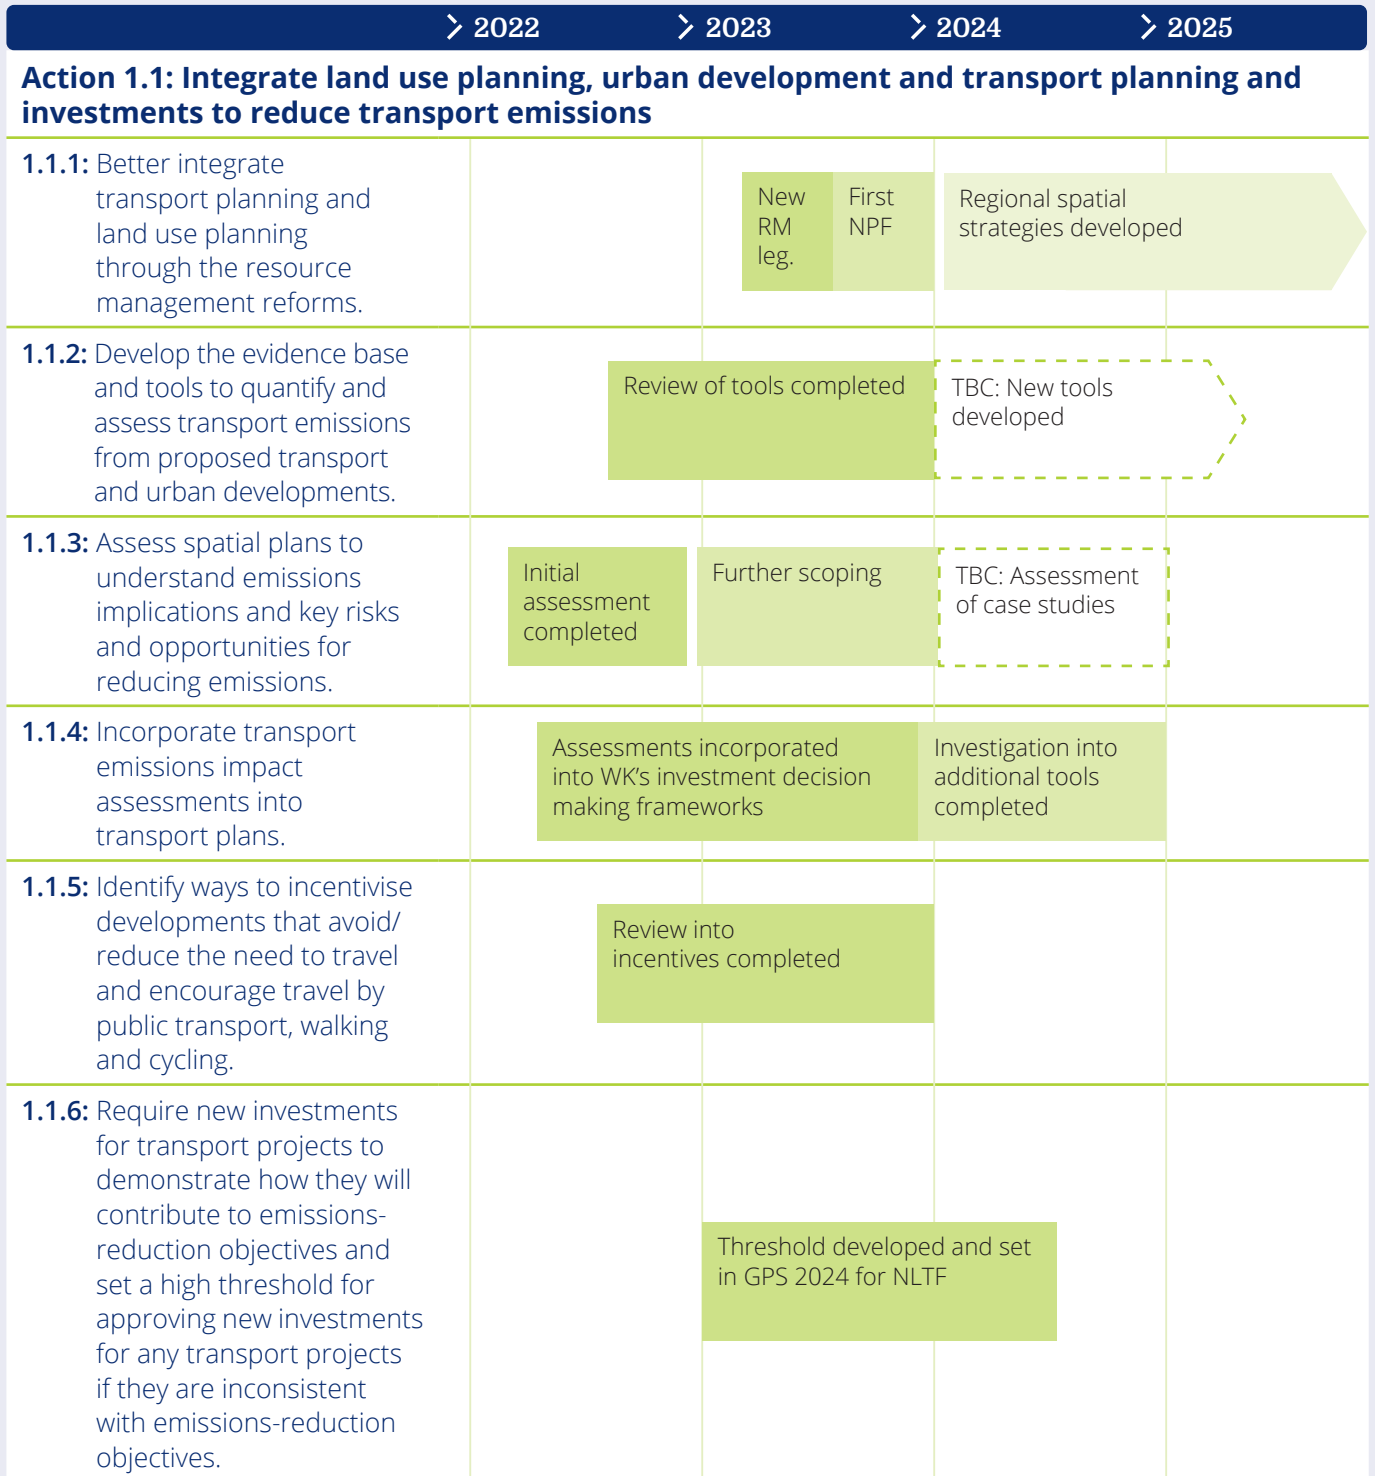 2022 2023 2024 2025
Action 1.1: Integrate land use planning, urban development and transport planning and
investments to reduce transport emissions
1.1.1: Better integrate
transport planning and
land use planning
through the resource
management reforms.
New
RM
leg.
First
NPF
Regional spatial
strategies developed
1.1.2: Develop the evidence base
and tools to quantify and
assess transport emissions
from proposed transport
and urban developments.
Review of tools completed
TBC: New tools
developed
1.1.3: Assess spatial plans to
understand emissions
implications and key risks
and opportunities for
reducing emissions.
Initial
assessment
completed
Further scoping
TBC: Assessment
of case studies
1.1.4: Incorporate transport
emissions impact
assessments into
transport plans.
Assessments incorporated
into WK’s investment decision
making frameworks
Investigation into
additional tools
completed
1.1.5: Identify ways to incentivise
developments that avoid/
reduce the need to travel
and encourage travel by
public transport, walking
and cycling.
Review into
incentives completed
1.1.6: Require new investments
for transport projects to
demonstrate how they will
contribute to emissions-
reduction objectives and
set a high threshold for
approving new investments
for any transport projects
if they are inconsistent
with emissions-reduction
objectives.
Threshold developed and set
in GPS 2024 for NLTF